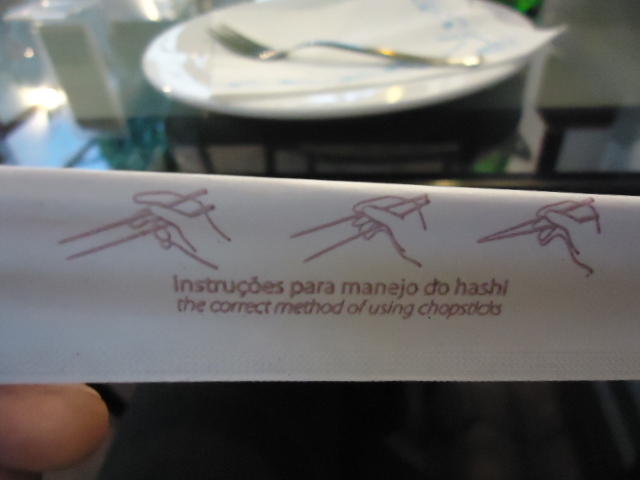 Instruções para manejo do hashi
the correct method of using chopsticks